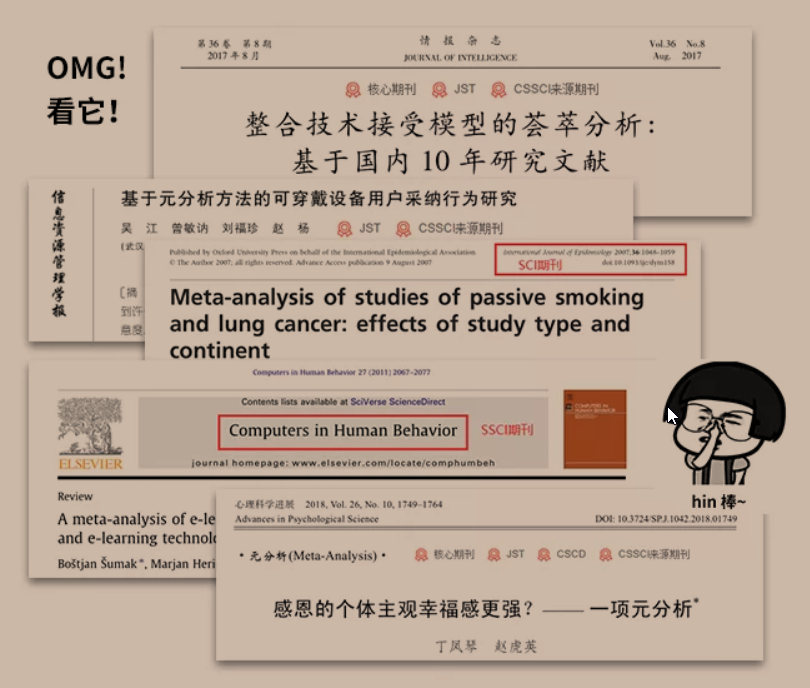 OMG!
看它!
第 36 卷 第 8 期
2017 年 8 月
情 报 杂 志
JOURNAL OF INTELLIGENCE
Vol.36 No.8
Aug. 2017
核心期刊 JST CSSCI来源期刊
整合技术接受模型的荟萃分析:
基于国内 10 年研究文献
信息资源管理学报
基于元分析方法的可穿戴设备用户采纳行为研究
吴 江 曾敏讷 刘福珍 赵 杨 JST CSSCI来源期刊
(武汉
〔摘
到许
意度
Published by Oxford University Press on behalf of the International Epidemiological Association
© The Author 2007; all rights reserved. Advance Access publication 9 August 2007
International Journal of Epidemiology 2007;36:1048–1059
SCI期刊
doi:10.1093/ije/dym158
Meta-analysis of studies of passive smoking
and lung cancer: effects of study type and
continent
Computers in Human Behavior 27 (2011) 2067–2077
Contents lists available at SciVerse ScienceDirect
Computers in Human Behavior
SSCI期刊
journal homepage: www.elsevier.com/locate/comphumbeh
ELSEVIER
COMPUTERS IN
HUMAN BEHAVIOR
hin 棒~
Review
A meta-analysis of e-le
and e-learning technolo
Boštjan Šumak *, Marjan Heri
心理科学进展 2018, Vol. 26, No. 10, 1749–1764
Advances in Psychological Science
DOI: 10.3724/SP.J.1042.2018.01749
• 元分析(Meta-Analysis) •
核心期刊 JST CSCD CSSCI来源期刊
感恩的个体主观幸福感更强? —— 一项元分析*
丁凤琴 赵虎英